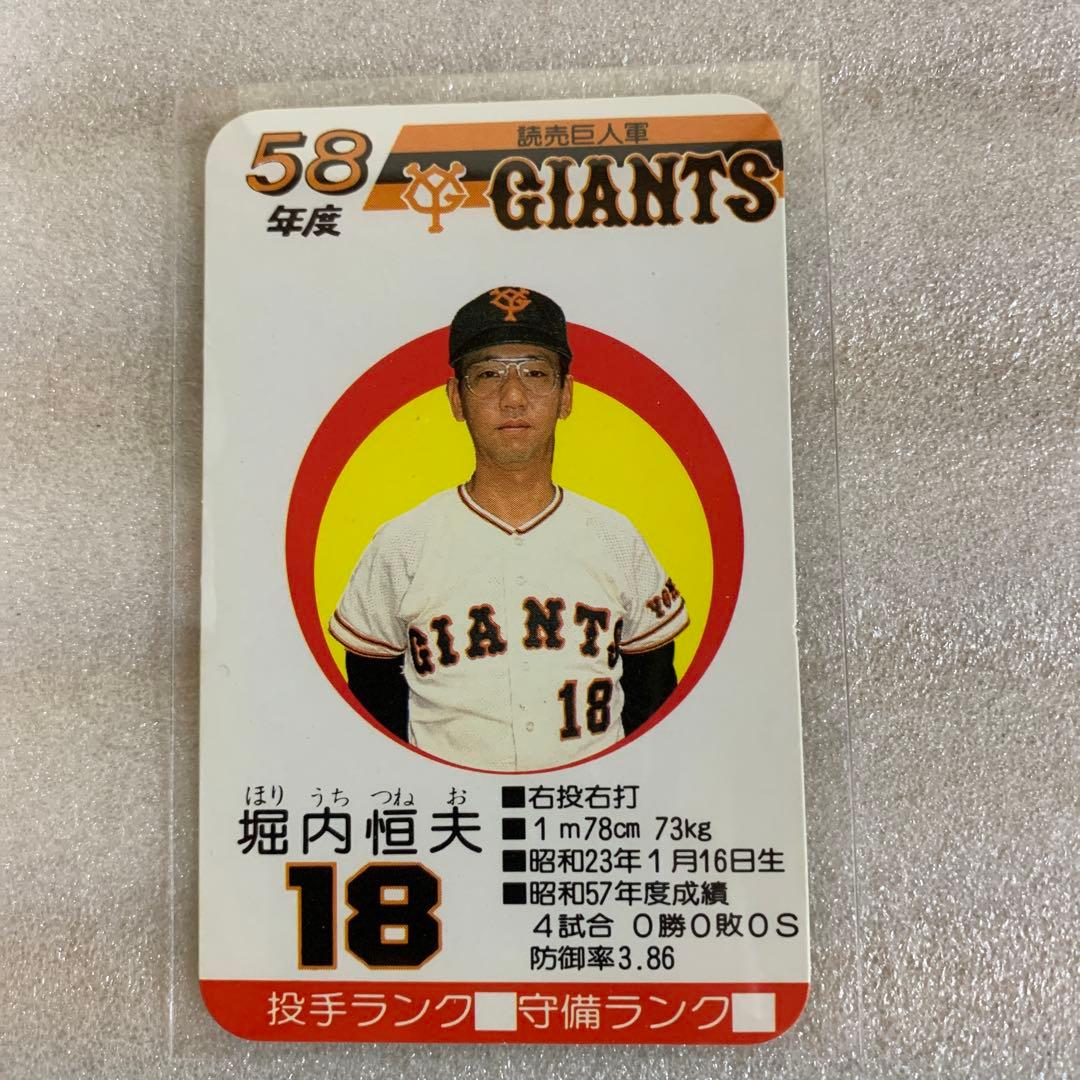 58
年度
読売巨人軍
GIANTS
YG
YG
GIANTS
18
ほり うち つね お
堀内恒夫
18
■右投右打
■1m78cm 73kg
■昭和23年1月16日生
■昭和57年度成績
4試合 0勝0敗0S
防御率3.86
投手ランク 守備ランク